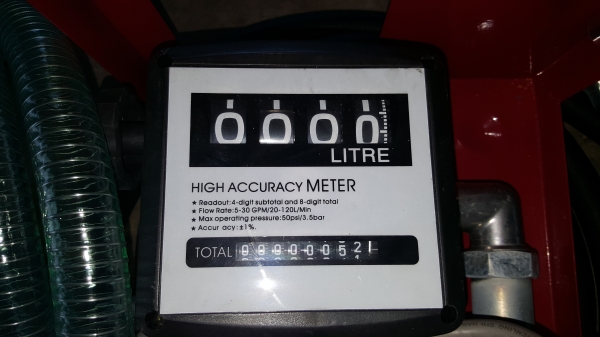 0000
LITRE
HIGH ACCURACY METER
★ Readout: 4-digit subtotal and 8-digit total
★ Flow Rate: 5-30 GPM/20-120L/Min
★ Max operating pressure: 50psi/3.5bar
★ Accur acy: ±1%.
TOTAL